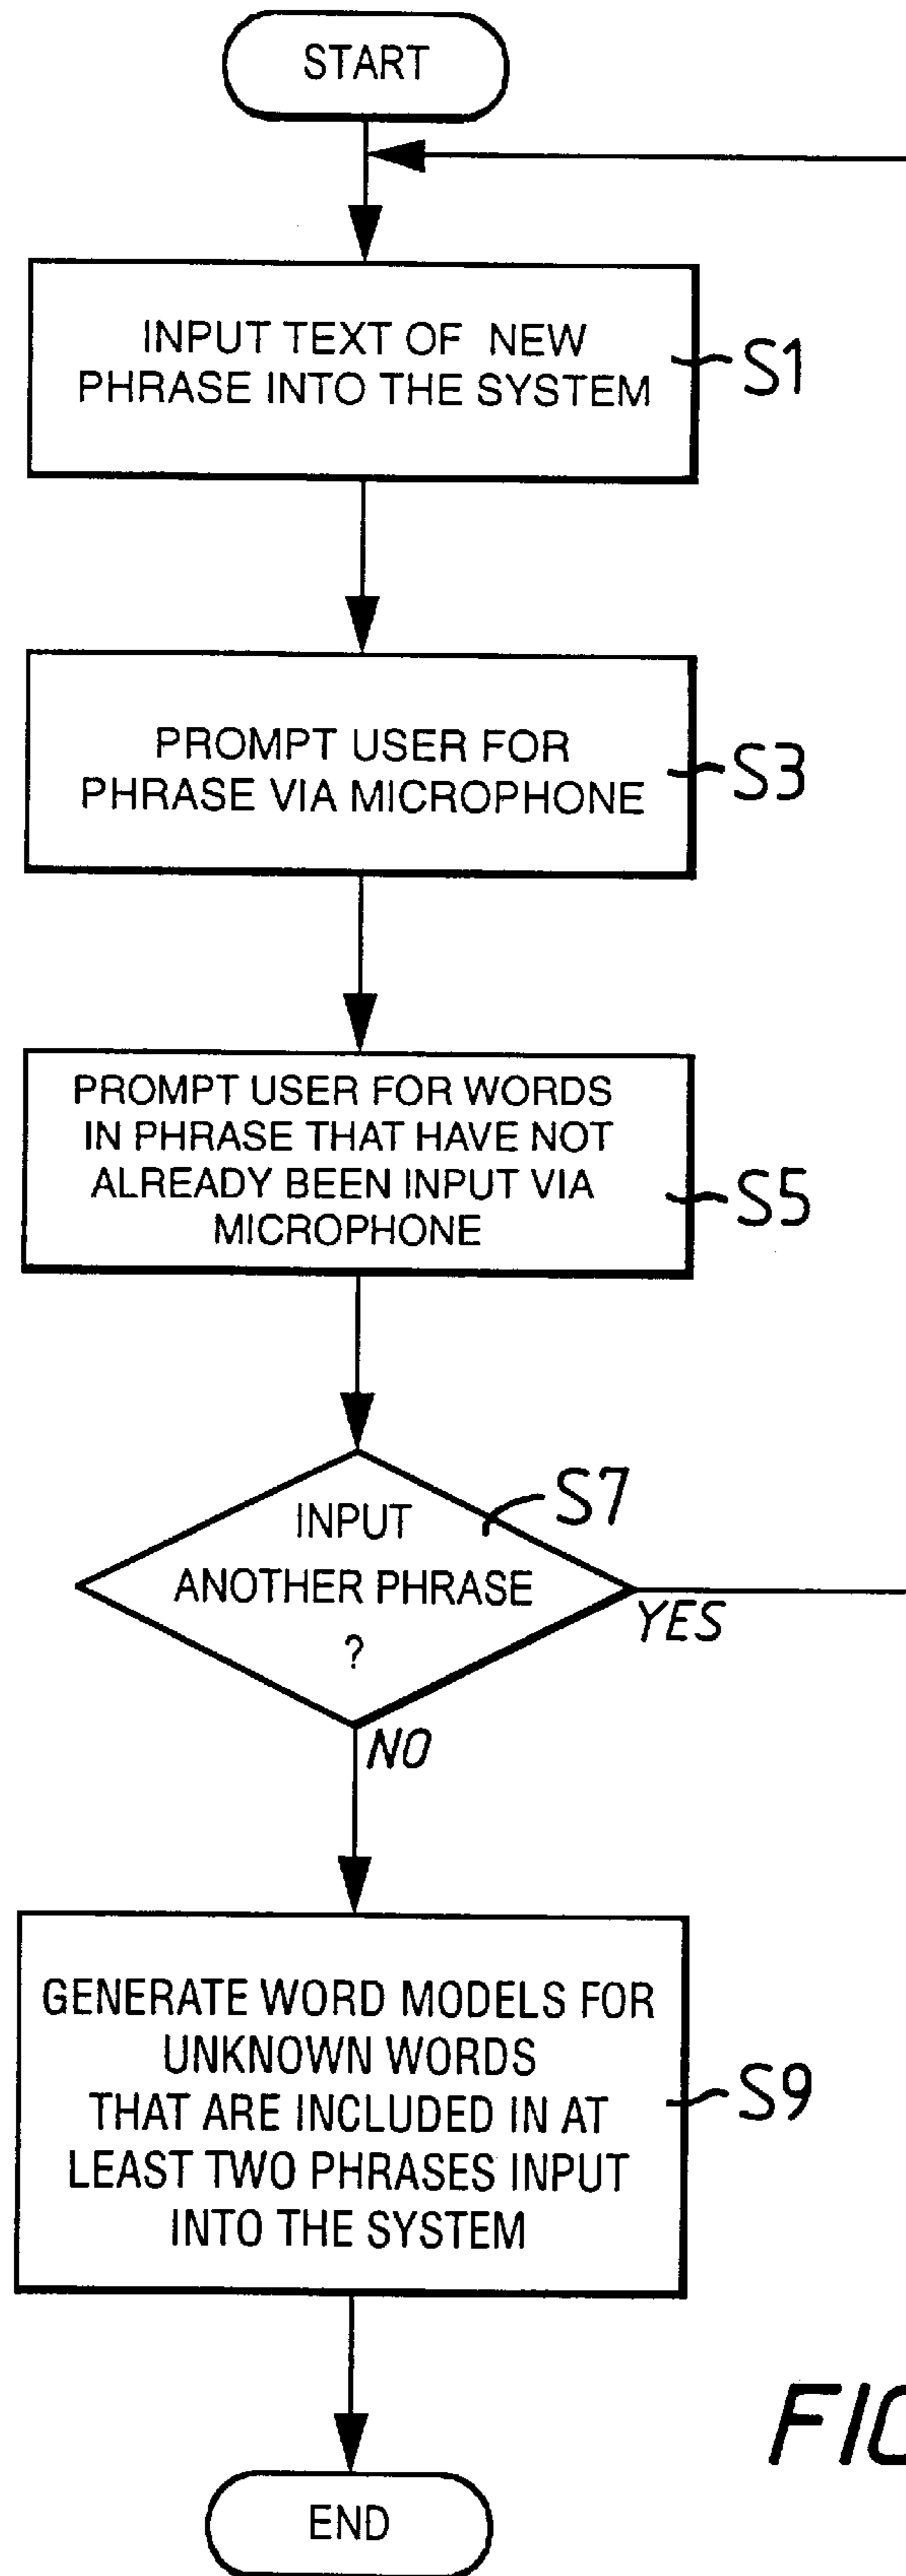 START
INPUT TEXT OF NEW
PHRASE INTO THE SYSTEM
S1
PROMPT USER FOR
PHRASE VIA MICROPHONE
S3
PROMPT USER FOR WORDS
IN PHRASE THAT HAVE NOT
ALREADY BEEN INPUT VIA
MICROPHONE
S5
INPUT
ANOTHER PHRASE
?
S7
YES
NO
GENERATE WORD MODELS FOR
UNKNOWN WORDS
THAT ARE INCLUDED IN AT
LEAST TWO PHRASES INPUT
INTO THE SYSTEM
S9
END